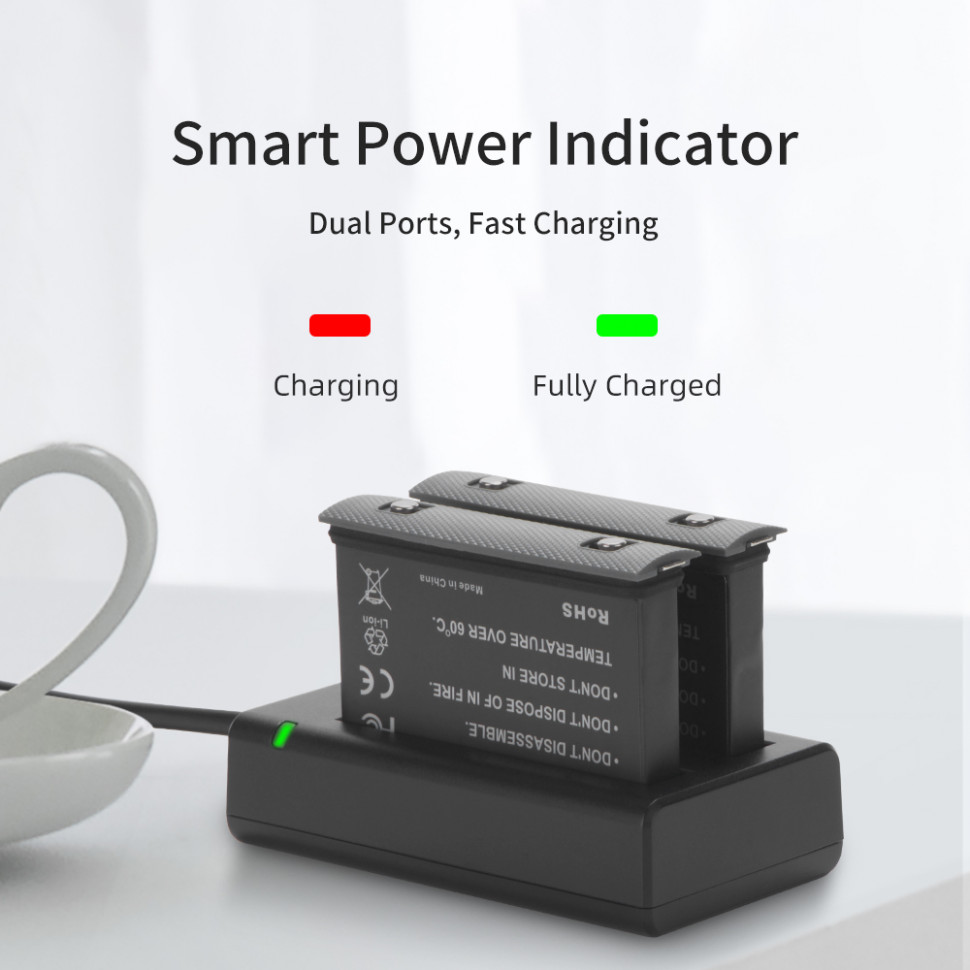 Smart Power Indicator
Dual Ports, Fast Charging
Charging
Fully Charged
• DON'T DISASSEMBLE.
• DON'T DISPOSE OF IN FIRE.
• DON'T STORE IN
TEMPERATURE OVER 60°C.
RoHS
Made in China
Li-ion
CE